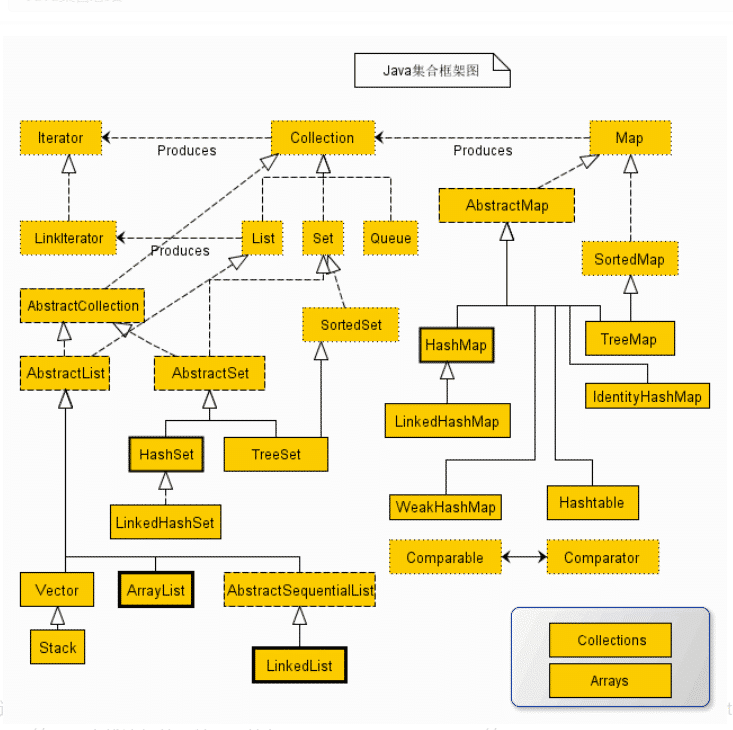 Java集合框架图
Iterator
Collection
Map
Produces
Produces
AbstractMap
LinkIterator
List
Set
Queue
Produces
SortedMap
AbstractCollection
SortedSet
HashMap
TreeMap
AbstractList
AbstractSet
IdentityHashMap
LinkedHashMap
HashSet
TreeSet
WeakHashMap
Hashtable
LinkedHashSet
Comparable
Comparator
Vector
ArrayList
AbstractSequentialList
Stack
LinkedList
Collections
Arrays